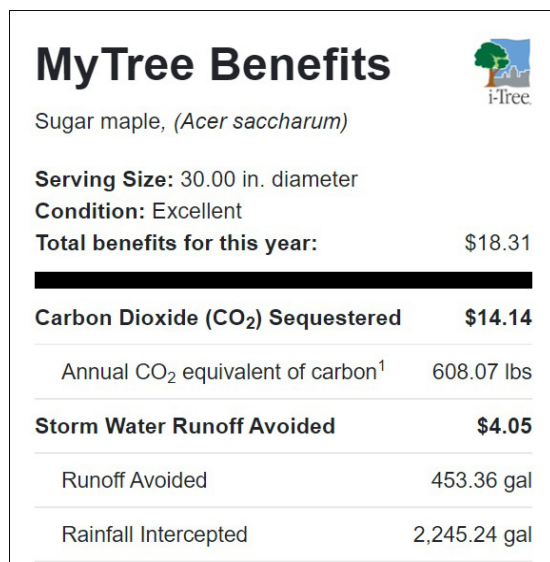 MyTree Benefits
i-Tree.
Sugar maple, (Acer saccharum)
Serving Size: 30.00 in. diameter
Condition: Excellent
Total benefits for this year: $18.31
Carbon Dioxide (CO₂) Sequestered $14.14
Annual CO₂ equivalent of carbon¹ 608.07 lbs
Storm Water Runoff Avoided $4.05
Runoff Avoided 453.36 gal
Rainfall Intercepted 2,245.24 gal